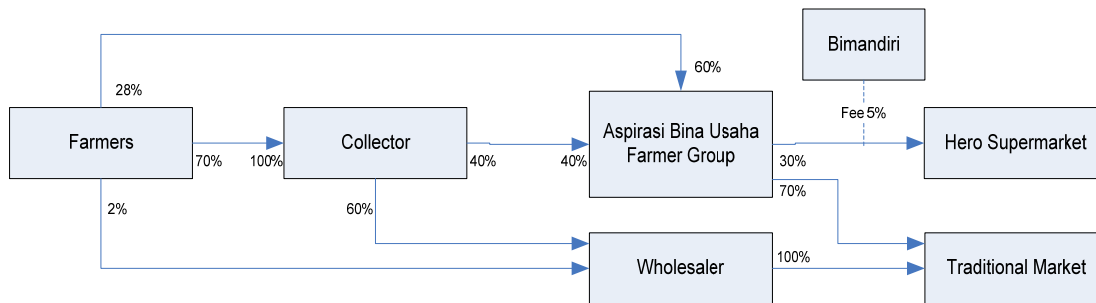 Bimandiri
60%
28%
Fee 5%
Farmers
Collector
Aspirasi Bina Usaha
Farmer Group
Hero Supermarket
70%
100%
40%
40%
30%
70%
2%
60%
Wholesaler
100%
Traditional Market